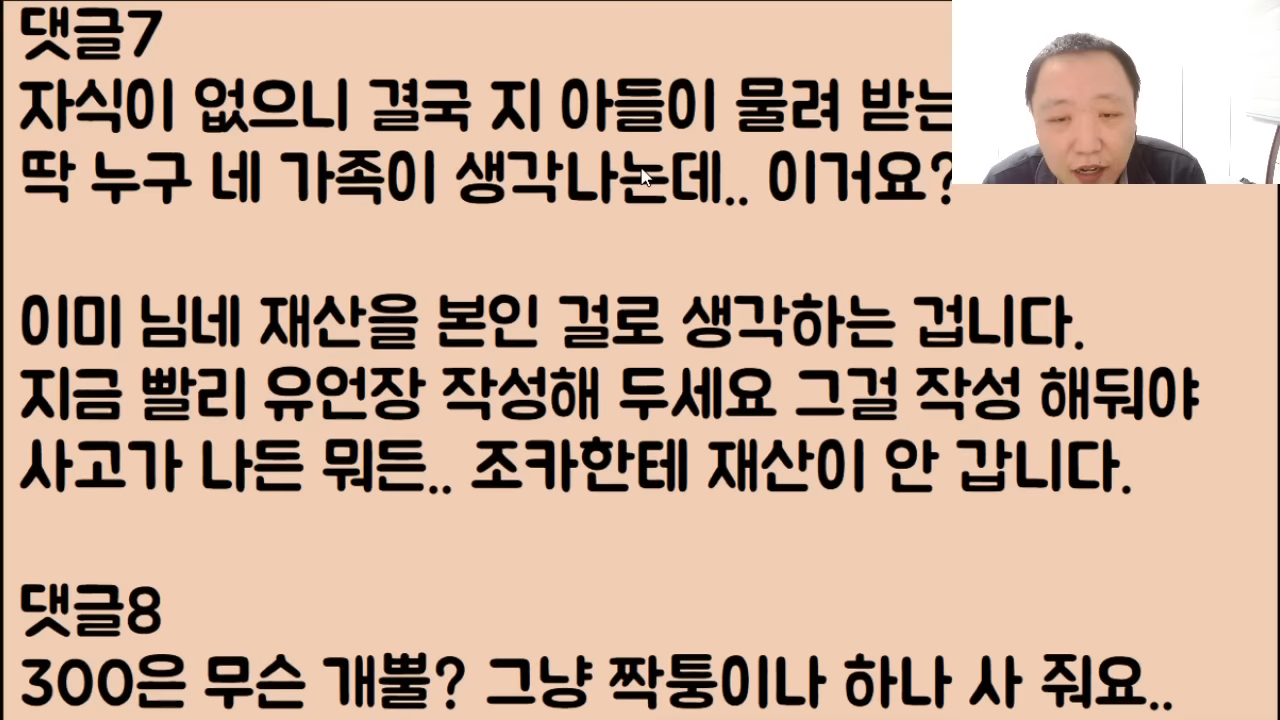 댓글7
자식이 없으니 결국 지 아들이 물려 받는
딱 누구 네 가족이 생각나는데.. 이거요?
이미 님네 재산을 본인 걸로 생각하는 겁니다.
지금 빨리 유언장 작성해 두세요 그걸 작성 해둬야
사고가 나든 뭐든.. 조카한테 재산이 안 갑니다.
댓글8
300은 무슨 개뿔? 그냥 짝퉁이나 하나 사 줘요..